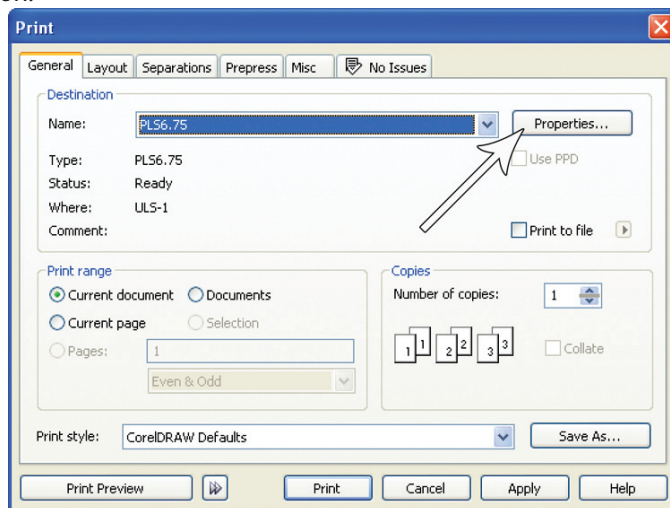 Print
General Layout Separations Prepress Misc No Issues
Destination
Name: PLS6.75 Properties...
Type: PLS6.75 Use PPD
Status: Ready
Where: ULS-1
Comment: Print to file
Print range Copies
Current document Documents Number of copies: 1
Current page Selection
Pages: 1 1 1 2 2 3 3 Collate
Even & Odd
Print style: CorelDRAW Defaults Save As...
Print Preview Print Cancel Apply Help